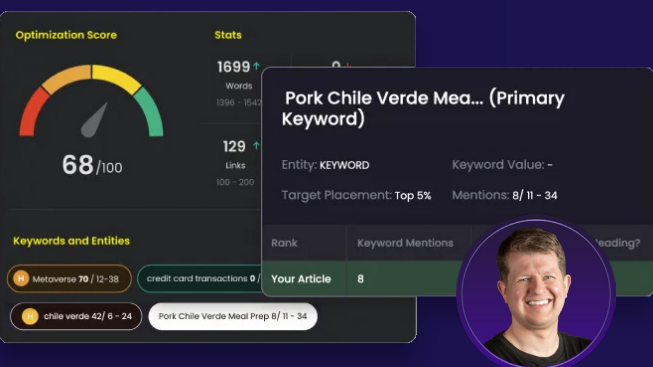 Optimization Score
Stats
1699
Words
1396 - 1542
129
Links
100 - 200
68/100
Keywords and Entities
H Metaverse 70 / 12-38
credit card transactions 0/
H chile verde 42/ 6 - 24
Pork Chile Verde Meal Prep 8/ 11 - 34
Pork Chile Verde Mea... (Primary
Keyword)
Entity: KEYWORD
Keyword Value: -
Target Placement: Top 5%
Mentions: 8/ 11 - 34
Rank
Keyword Mentions
eading?
Your Article
8